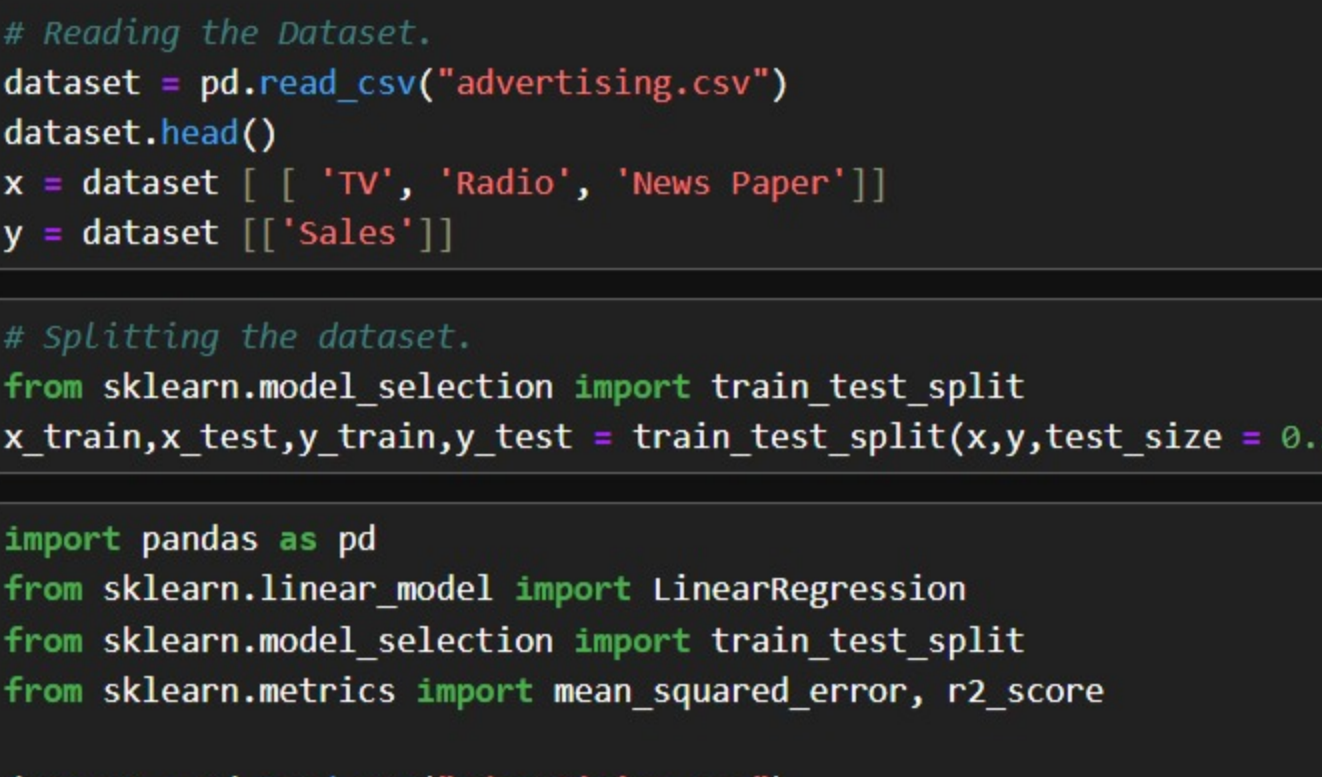 # Reading the Dataset.
dataset = pd.read_csv("advertising.csv")
dataset.head()
x = dataset [ [ 'TV', 'Radio', 'News Paper']]
y = dataset [['Sales']]
# Splitting the dataset.
from sklearn.model_selection import train_test_split
x_train,x_test,y_train,y_test = train_test_split(x,y,test_size = 0.
import pandas as pd
from sklearn.linear_model import LinearRegression
from sklearn.model_selection import train_test_split
from sklearn.metrics import mean_squared_error, r2_score